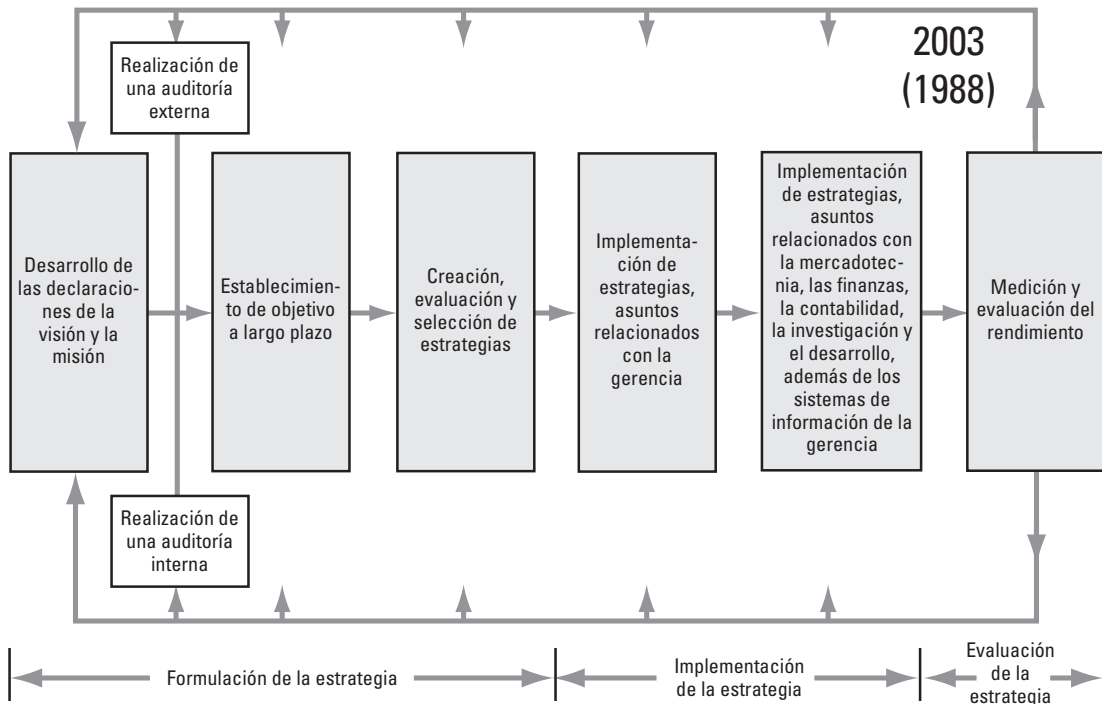 2003
(1988)
Realización de
una auditoría
externa
Desarrollo de
las declaracio-
nes de la
visión y la
misión
Establecimien-
to de objetivo
a largo plazo
Creación,
evaluación y
selección de
estrategias
Implementa-
ción de
estrategias,
asuntos
relacionados
con la
gerencia
Implementación
de estrategias,
asuntos
relacionados con
la mercadotec-
nia, las finanzas,
la contabilidad,
la investigación y
el desarrollo,
además de los
sistemas de
información de la
gerencia
Medición y
evaluación del
rendimiento
Realización de
una auditoría
interna
Formulación de la estrategia
Implementación
de la estrategia
Evaluación
de la
estrategia